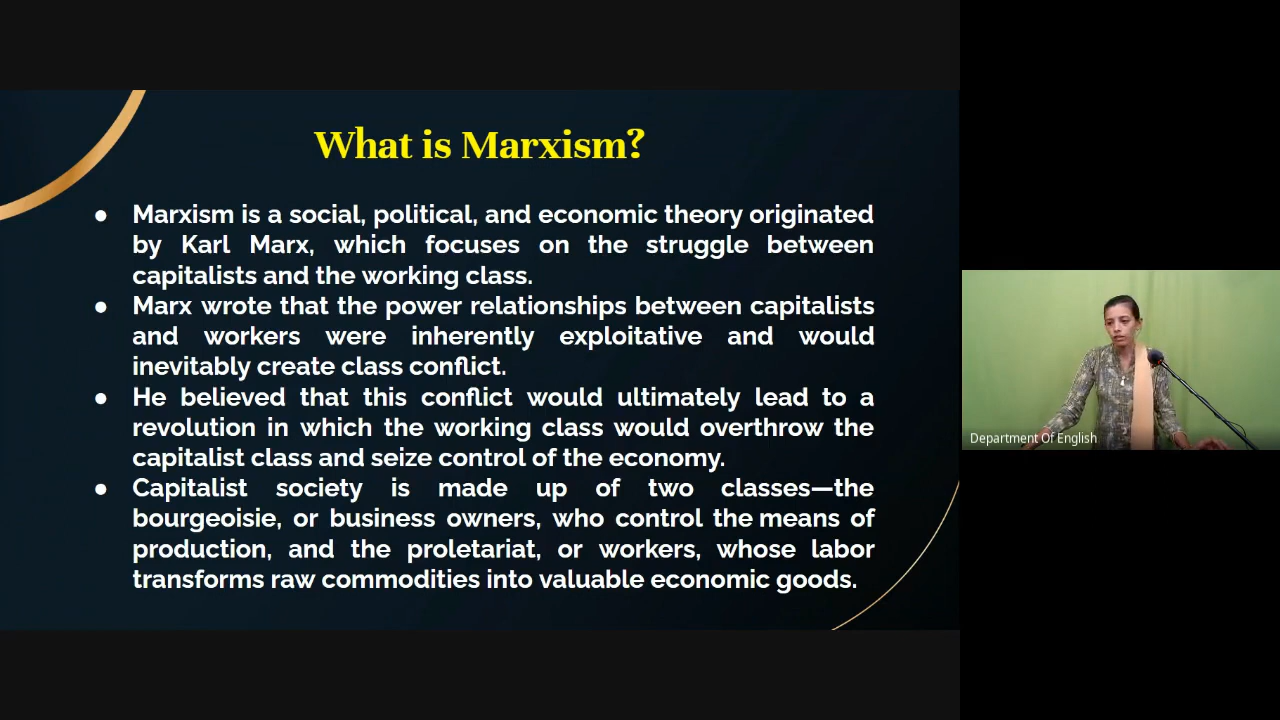 What is Marxism?
● Marxism is a social, political, and economic theory originated
by Karl Marx, which focuses on the struggle between
capitalists and the working class.
● Marx wrote that the power relationships between capitalists
and workers were inherently exploitative and would
inevitably create class conflict.
● He believed that this conflict would ultimately lead to a
revolution in which the working class would overthrow the
capitalist class and seize control of the economy.
● Capitalist society is made up of two classes—the
bourgeoisie, or business owners, who control the means of
production, and the proletariat, or workers, whose labor
transforms raw commodities into valuable economic goods.
Department Of English